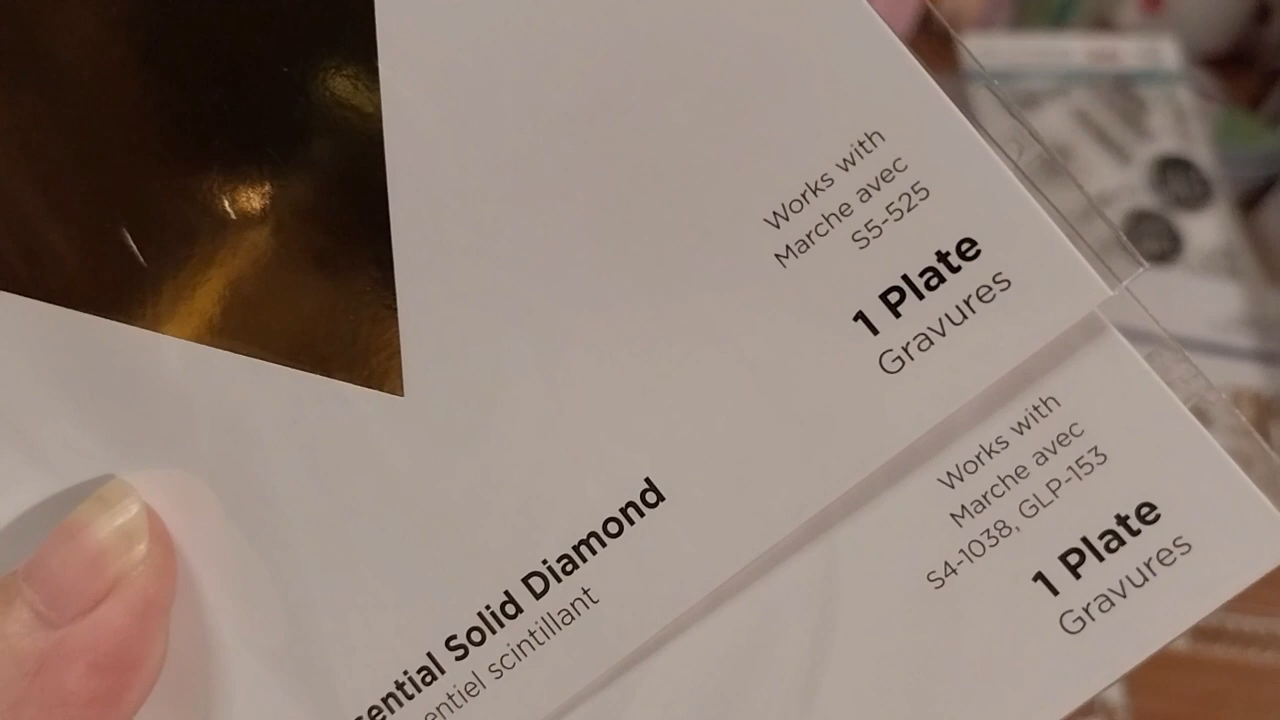 Works with
Marche avec
S5-525
1 Plate
Gravures
sential Solid Diamond
entiel scintillant
Works with
Marche avec
S4-1038, GLP-153
1 Plate
Gravures